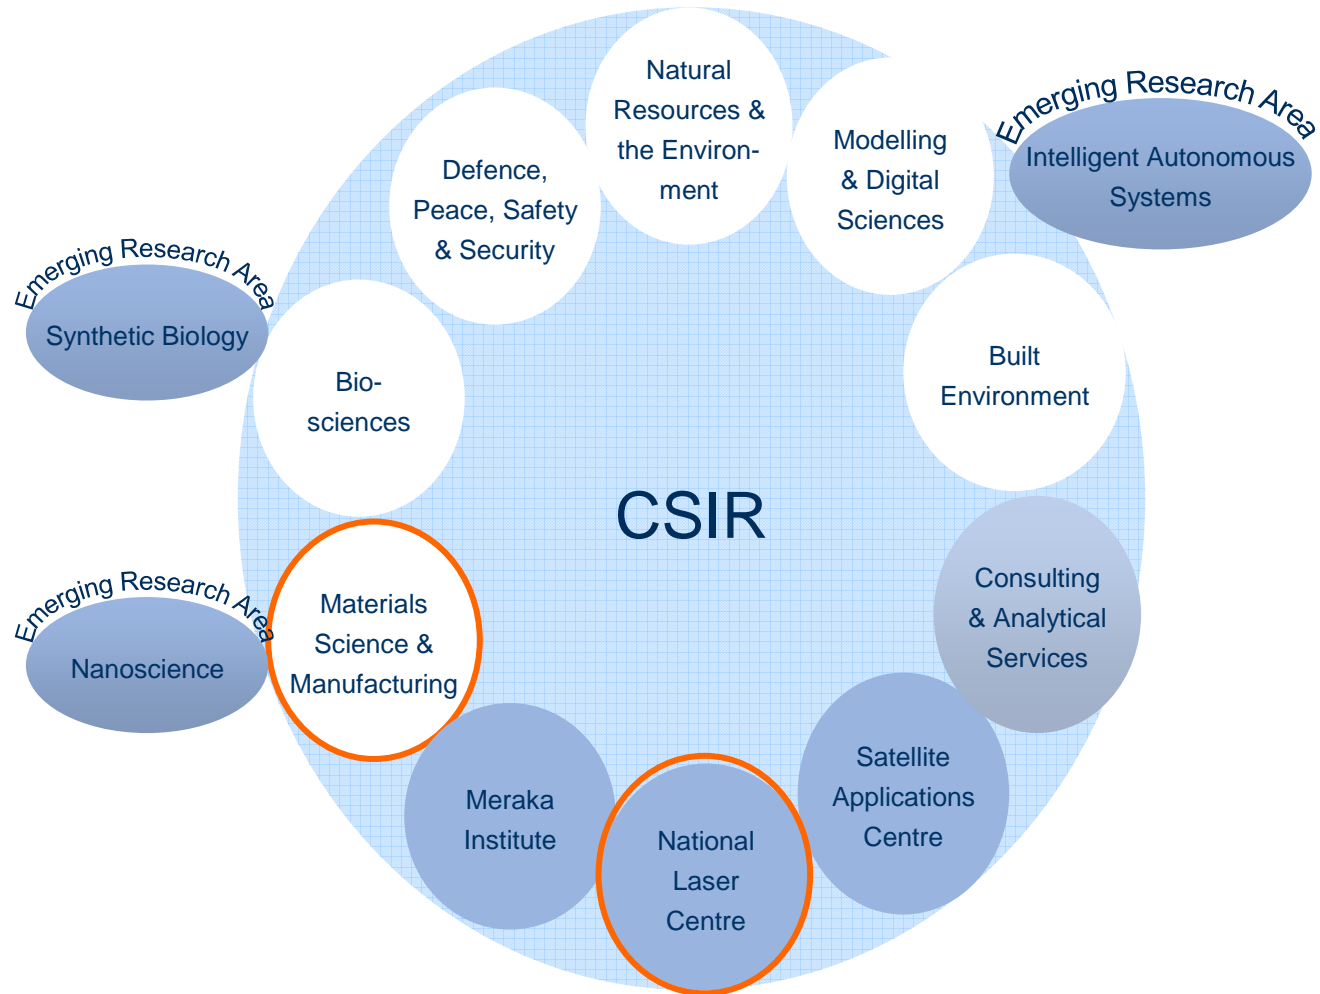 Natural
Resources &
the Environ-
ment
Modelling
& Digital
Sciences
Emerging Research Area
Intelligent Autonomous
Systems
Defence,
Peace, Safety
& Security
Emerging Research Area
Synthetic Biology
Bio-
sciences
Built
Environment
CSIR
Emerging Research Area
Nanoscience
Materials
Science &
Manufacturing
Consulting
& Analytical
Services
Meraka
Institute
National
Laser
Centre
Satellite
Applications
Centre